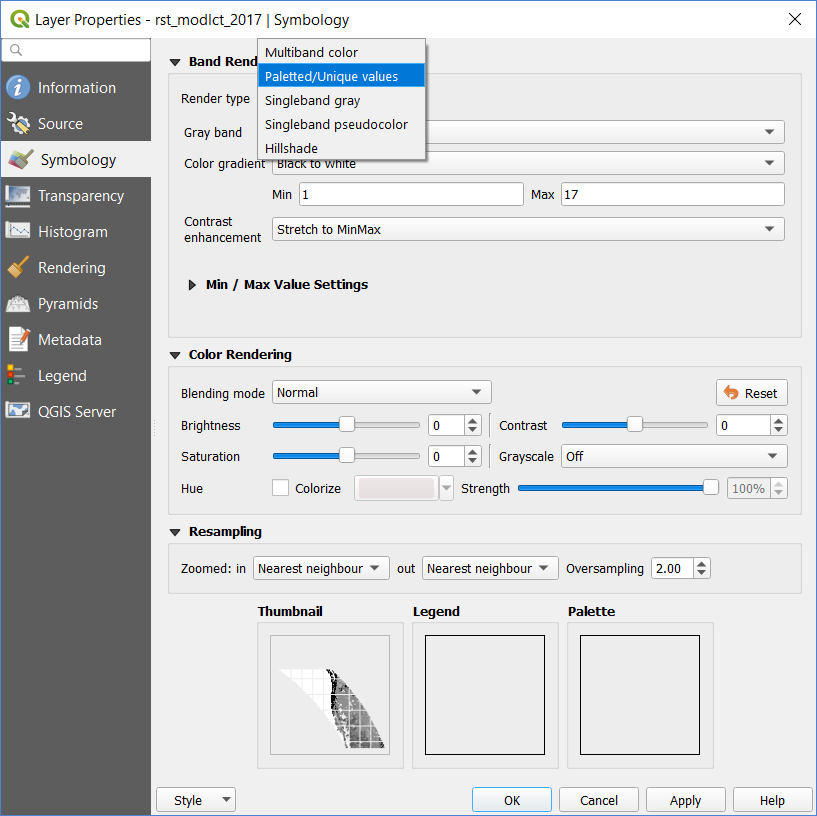 Layer Properties - rst_modlct_2017 | Symbology
Information
Source
Symbology
Transparency
Histogram
Rendering
Pyramids
Metadata
Legend
QGIS Server
Band Rend
Render type
Multiband color
Paletted/Unique values
Singleband gray
Singleband pseudocolor
Hillshade
Gray band
Color gradient Black to white
Min 1 Max 17
Contrast
enhancement
Stretch to MinMax
Min / Max Value Settings
Color Rendering
Blending mode Normal Reset
Brightness 0 Contrast 0
Saturation 0 Grayscale Off
Hue Colorize Strength 100%
Resampling
Zoomed: in Nearest neighbour out Nearest neighbour Oversampling 2.00
Thumbnail Legend Palette
Style OK Cancel Apply Help